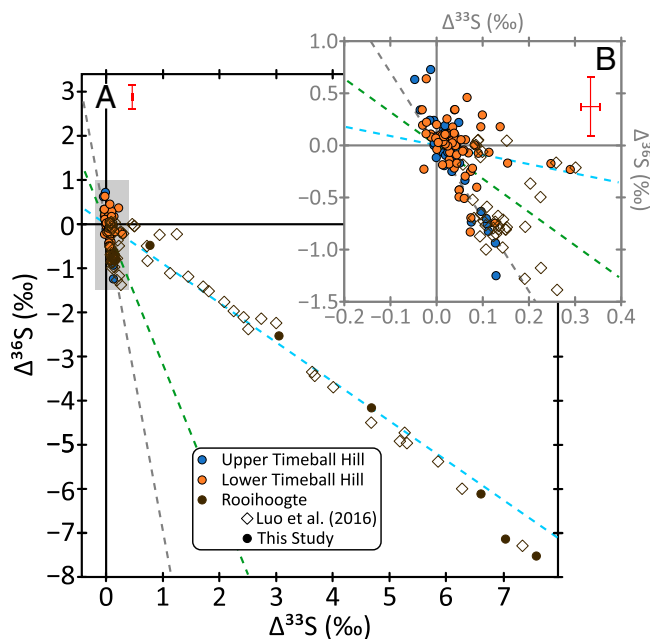 Δ³³S (‰)
B
1.0
0.5
0.0
−0.5
−1.0
−1.5
Δ³⁶S (‰)
−0.2 −0.1 0.0 0.1 0.2 0.3 0.4
A
3
2
1
0
−1
−2
−3
−4
−5
−6
−7
−8
Δ³⁶S (‰)
Upper Timeball Hill
Lower Timeball Hill
Rooihoogte
Luo et al. (2016)
This Study
0 1 2 3 4 5 6 7
Δ³³S (‰)